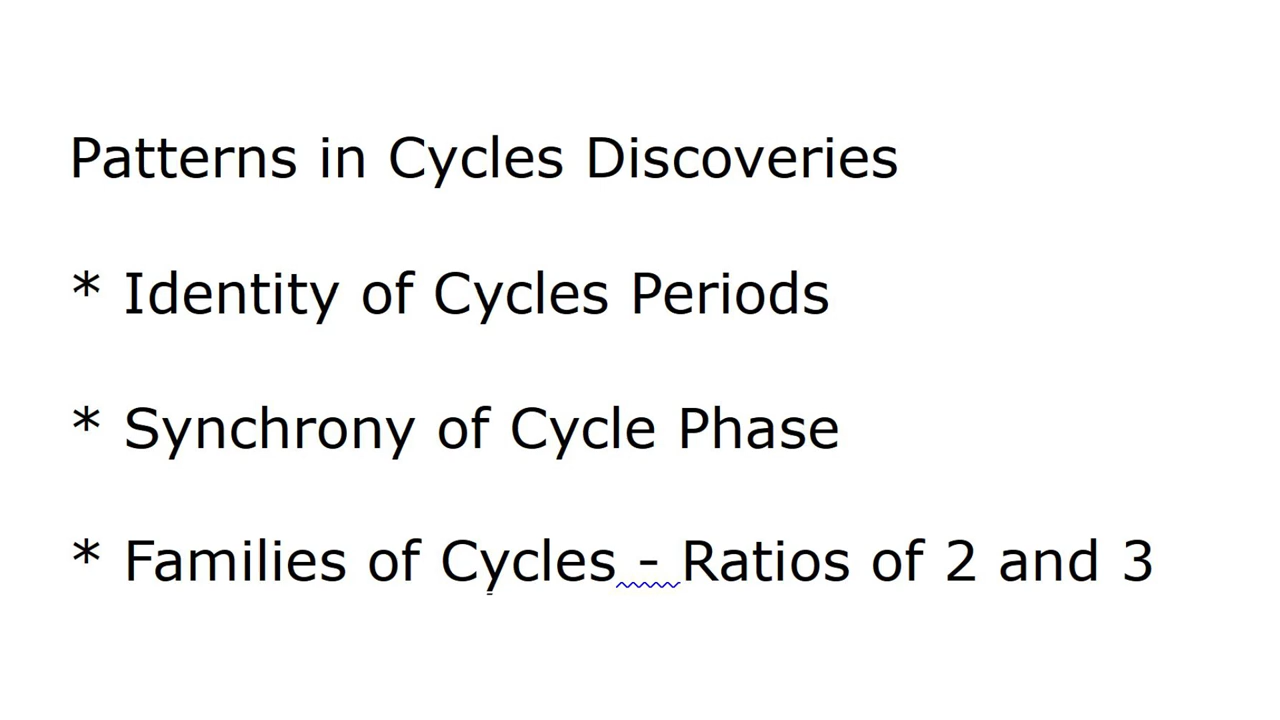 Patterns in Cycles Discoveries
* Identity of Cycles Periods
* Synchrony of Cycle Phase
* Families of Cycles - Ratios of 2 and 3